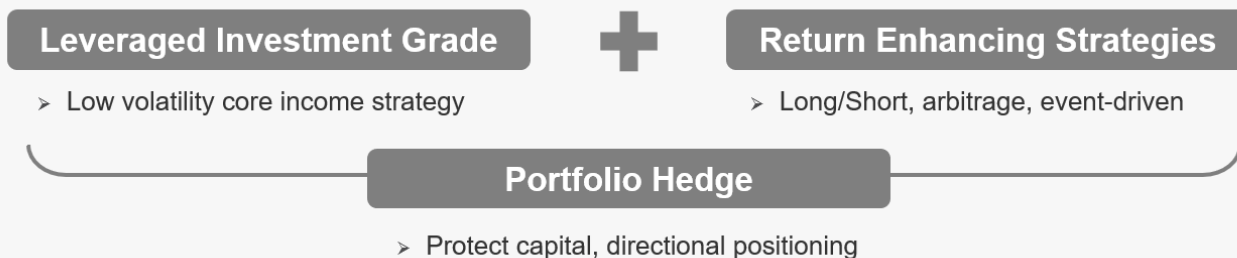 Leveraged Investment Grade
Return Enhancing Strategies
Low volatility core income strategy
Long/Short, arbitrage, event-driven
Portfolio Hedge
Protect capital, directional positioning